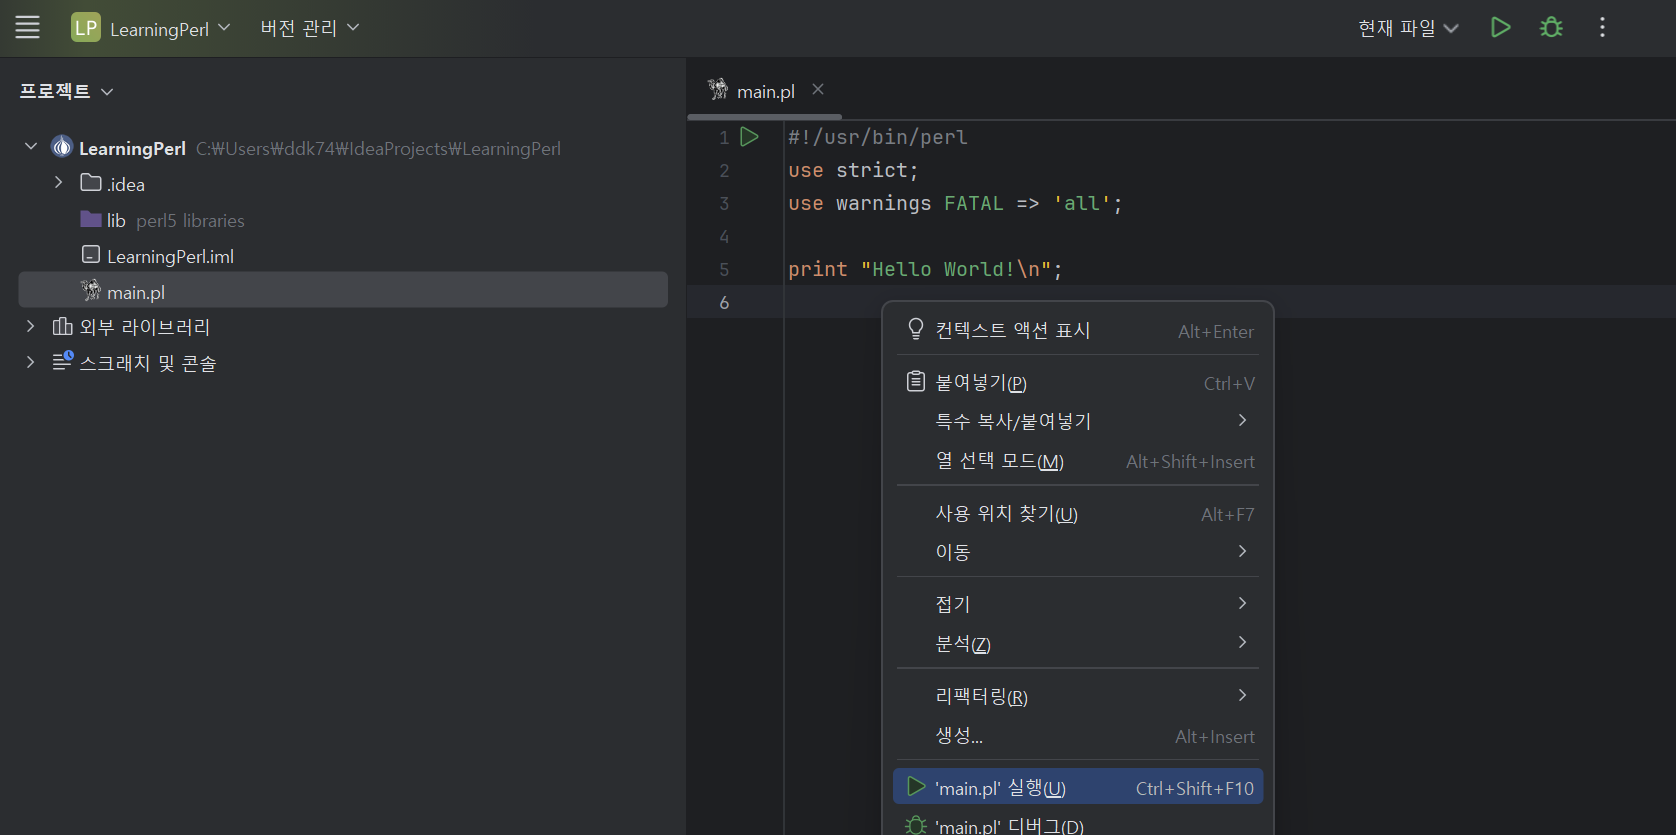 LP LearningPerl 버전 관리 현재 파일
프로젝트
LearningPerl C:₩Users₩ddk74₩IdeaProjects₩LearningPerl
.idea
lib perl5 libraries
LearningPerl.iml
main.pl
외부 라이브러리
스크래치 및 콘솔
main.pl
1 #!/usr/bin/perl
2 use strict;
3 use warnings FATAL => 'all';
4
5 print "Hello World!\n";
6
컨텍스트 액션 표시 Alt+Enter
붙여넣기(P) Ctrl+V
특수 복사/붙여넣기
열 선택 모드(M) Alt+Shift+Insert
사용 위치 찾기(U) Alt+F7
이동
접기
분석(Z)
리팩터링(R)
생성... Alt+Insert
'main.pl' 실행(U) Ctrl+Shift+F10
'main.pl' 디버그(D)